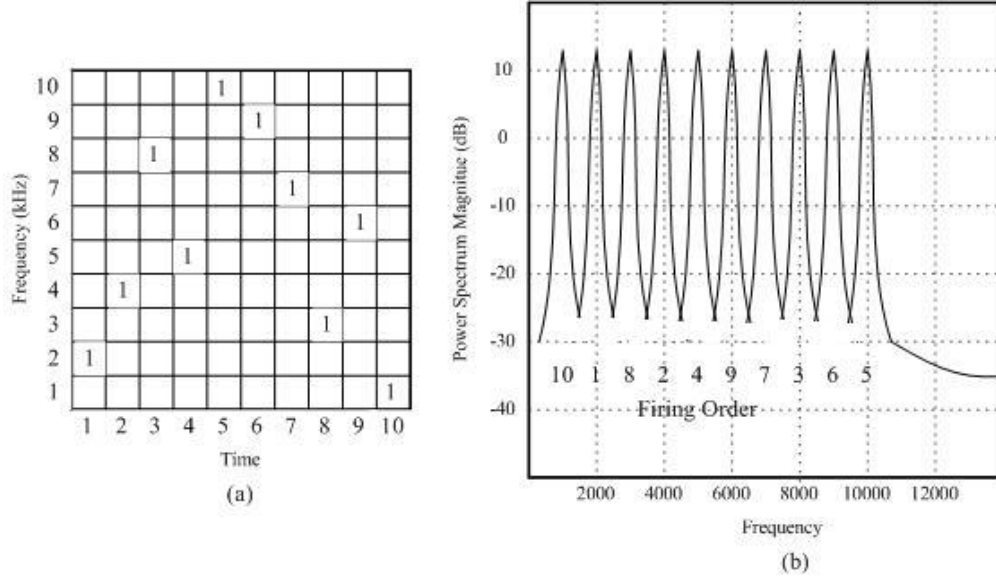 10
1
9
1
8
1
7
1
6
1
5
1
4
1
3
1
2
1
1
1
Frequency (kHz)
1 2 3 4 5 6 7 8 9 10
Time
(a)
Power Spectrum Magnitue (dB)
10
0
-10
-20
-30
-40
10 1 8 2 4 9 7 3 6 5
Firing Order
2000 4000 6000 8000 10000 12000
Frequency
(b)